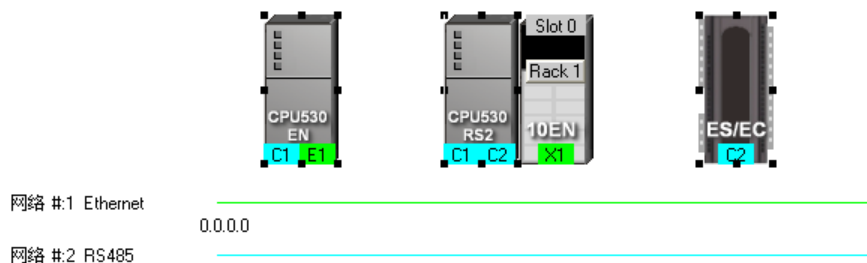 Slot 0
Rack 1
CPU530
EN
C1 E1
CPU530
RS2
C1 C2
10EN
X1
ES/EC
C2
网络 #:1 Ethernet
0.0.0.0
网络 #:2 RS485